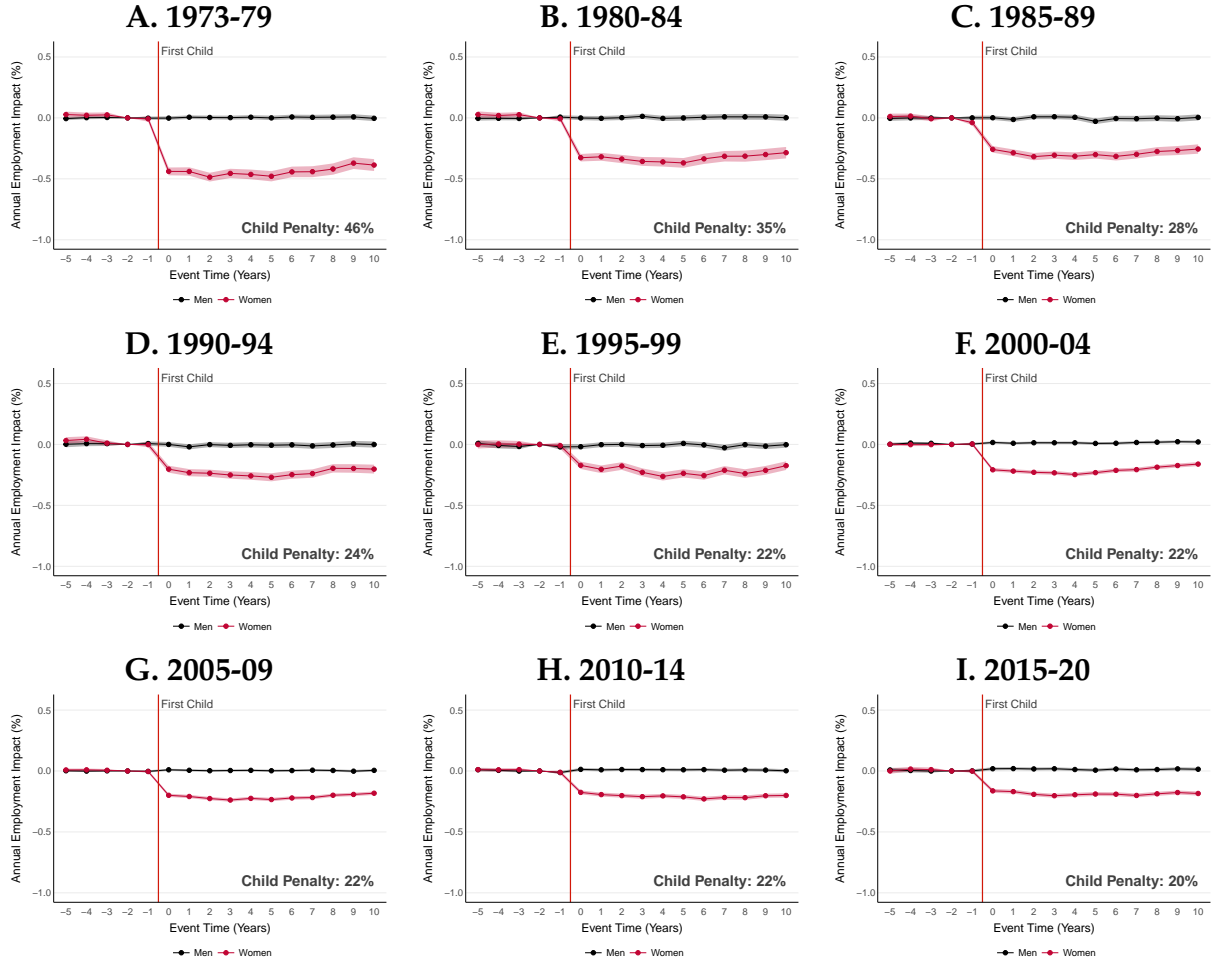 A. 1973-79
Annual Employment Impact (%)
First Child
0.5
0.0
−0.5
−1.0
Child Penalty: 46%
−5 −4 −3 −2 −1 0 1 2 3 4 5 6 7 8 9 10
Event Time (Years)
Men Women
B. 1980-84
Annual Employment Impact (%)
First Child
0.5
0.0
−0.5
−1.0
Child Penalty: 35%
−5 −4 −3 −2 −1 0 1 2 3 4 5 6 7 8 9 10
Event Time (Years)
Men Women
C. 1985-89
Annual Employment Impact (%)
First Child
0.5
0.0
−0.5
−1.0
Child Penalty: 28%
−5 −4 −3 −2 −1 0 1 2 3 4 5 6 7 8 9 10
Event Time (Years)
Men Women
D. 1990-94
Annual Employment Impact (%)
First Child
0.5
0.0
−0.5
−1.0
Child Penalty: 24%
−5 −4 −3 −2 −1 0 1 2 3 4 5 6 7 8 9 10
Event Time (Years)
Men Women
E. 1995-99
Annual Employment Impact (%)
First Child
0.5
0.0
−0.5
−1.0
Child Penalty: 22%
−5 −4 −3 −2 −1 0 1 2 3 4 5 6 7 8 9 10
Event Time (Years)
Men Women
F. 2000-04
Annual Employment Impact (%)
First Child
0.5
0.0
−0.5
−1.0
Child Penalty: 22%
−5 −4 −3 −2 −1 0 1 2 3 4 5 6 7 8 9 10
Event Time (Years)
Men Women
G. 2005-09
Annual Employment Impact (%)
First Child
0.5
0.0
−0.5
−1.0
Child Penalty: 22%
−5 −4 −3 −2 −1 0 1 2 3 4 5 6 7 8 9 10
Event Time (Years)
Men Women
H. 2010-14
Annual Employment Impact (%)
First Child
0.5
0.0
−0.5
−1.0
Child Penalty: 22%
−5 −4 −3 −2 −1 0 1 2 3 4 5 6 7 8 9 10
Event Time (Years)
Men Women
I. 2015-20
Annual Employment Impact (%)
First Child
0.5
0.0
−0.5
−1.0
Child Penalty: 20%
−5 −4 −3 −2 −1 0 1 2 3 4 5 6 7 8 9 10
Event Time (Years)
Men Women